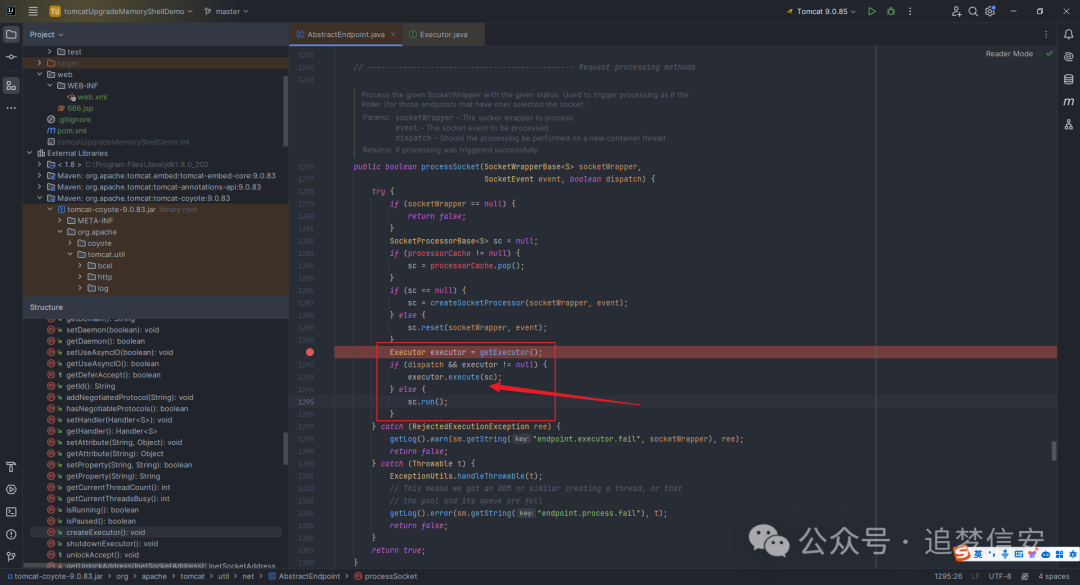 tomcatUpgradeMemoryShellDemo
master
Tomcat 9.0.85
Project
AbstractEndpoint.java
Executor.java
Reader Mode
test
target
web
WEB-INF
web.xml
666.jsp
.gitignore
pom.xml
tomcatUpgradeMemoryShellDemo.iml
External Libraries
< 1.8 > C:\Program Files\Java\jdk1.8.0_202
Maven: org.apache.tomcat.embed:tomcat-embed-core:9.0.83
Maven: org.apache.tomcat:tomcat-annotations-api:9.0.83
Maven: org.apache.tomcat:tomcat-coyote:9.0.83
tomcat-coyote-9.0.83.jar library root
META-INF
org.apache
coyote
tomcat.util
bcel
http
log
Structure
getDomain(): String
setDaemon(boolean): void
getDaemon(): boolean
setUseAsyncIO(boolean): void
getUseAsyncIO(): boolean
getDeferAccept(): boolean
getId(): String
addNegotiatedProtocol(String): void
hasNegotiableProtocols(): boolean
setHandler(Handler<S>): void
getHandler(): Handler<S>
setAttribute(String, Object): void
getAttribute(String): Object
setProperty(String, String): boolean
getProperty(String): String
getCurrentThreadCount(): int
getCurrentThreadsBusy(): int
isRunning(): boolean
isPaused(): boolean
createExecutor(): void
shutdownExecutor(): void
unlockAccept(): void
getUnlockAddress(InetSocketAddress): InetSocketAddress
// ---------------------------------------------- Request processing methods
Process the given SocketWrapper with the given status. Used to trigger processing as if the
Poller (for those endpoints that have one) selected the socket.
Params: socketWrapper – The socket wrapper to process
event – The socket event to be processed
dispatch – Should the processing be performed on a new container thread
Returns: if processing was triggered successfully
public boolean processSocket(SocketWrapperBase<S> socketWrapper,
SocketEvent event, boolean dispatch) {
try {
if (socketWrapper == null) {
return false;
}
SocketProcessorBase<S> sc = null;
if (processorCache != null) {
sc = processorCache.pop();
}
if (sc == null) {
sc = createSocketProcessor(socketWrapper, event);
} else {
sc.reset(socketWrapper, event);
}
Executor executor = getExecutor();
if (dispatch && executor != null) {
executor.execute(sc);
} else {
sc.run();
}
} catch (RejectedExecutionException ree) {
getLog().warn(sm.getString( key: "endpoint.executor.fail", socketWrapper), ree);
return false;
} catch (Throwable t) {
ExceptionUtils.handleThrowable(t);
// This means we got an OOM or similar creating a thread, or that
// the pool and its queue are full
getLog().error(sm.getString( key: "endpoint.process.fail"), t);
return false;
}
return true;
}
公众号 · 追梦信安
英
tomcat-coyote-9.0.83.jar > org > apache > tomcat > util > net > AbstractEndpoint > processSocket
1295:26 LF UTF-8 4 spaces